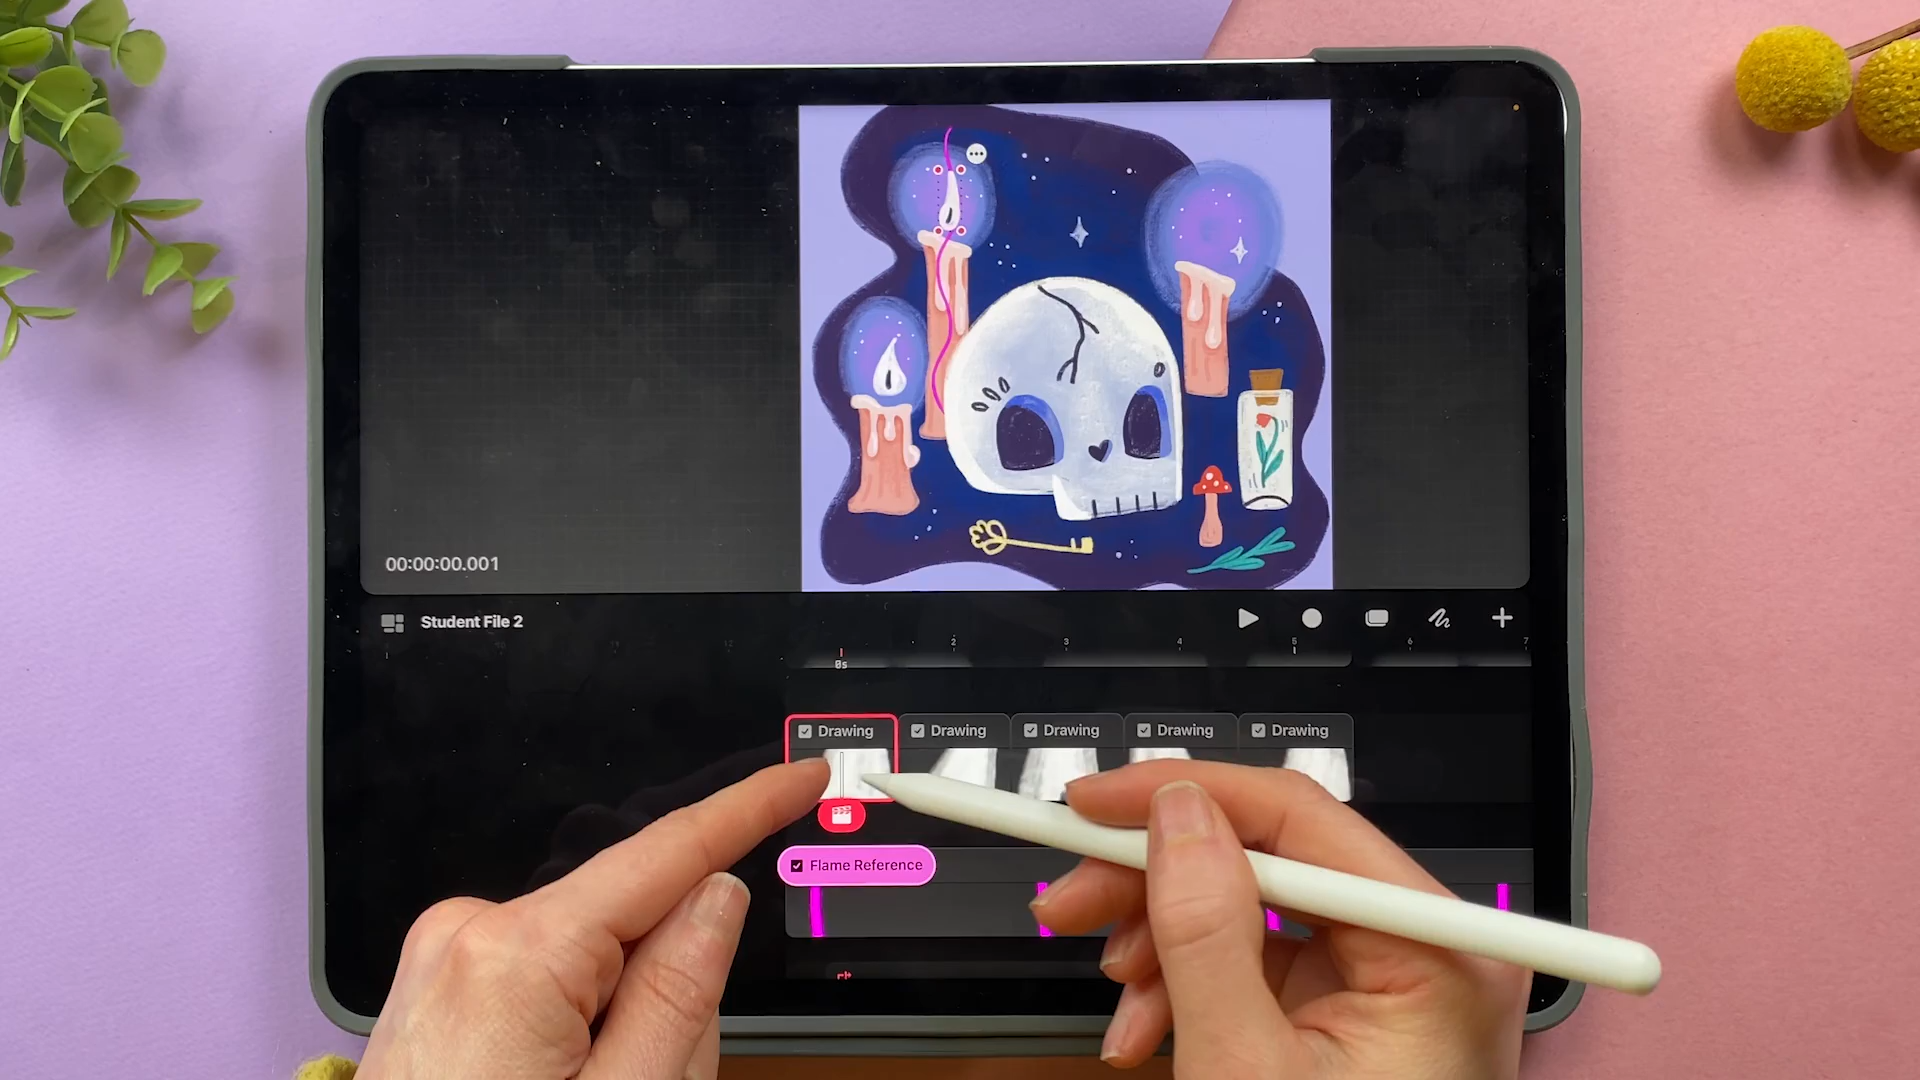 00:00:00.001
Student File 2
0s 2 3 4 5 6 7
Drawing Drawing Drawing Drawing Drawing
Flame Reference